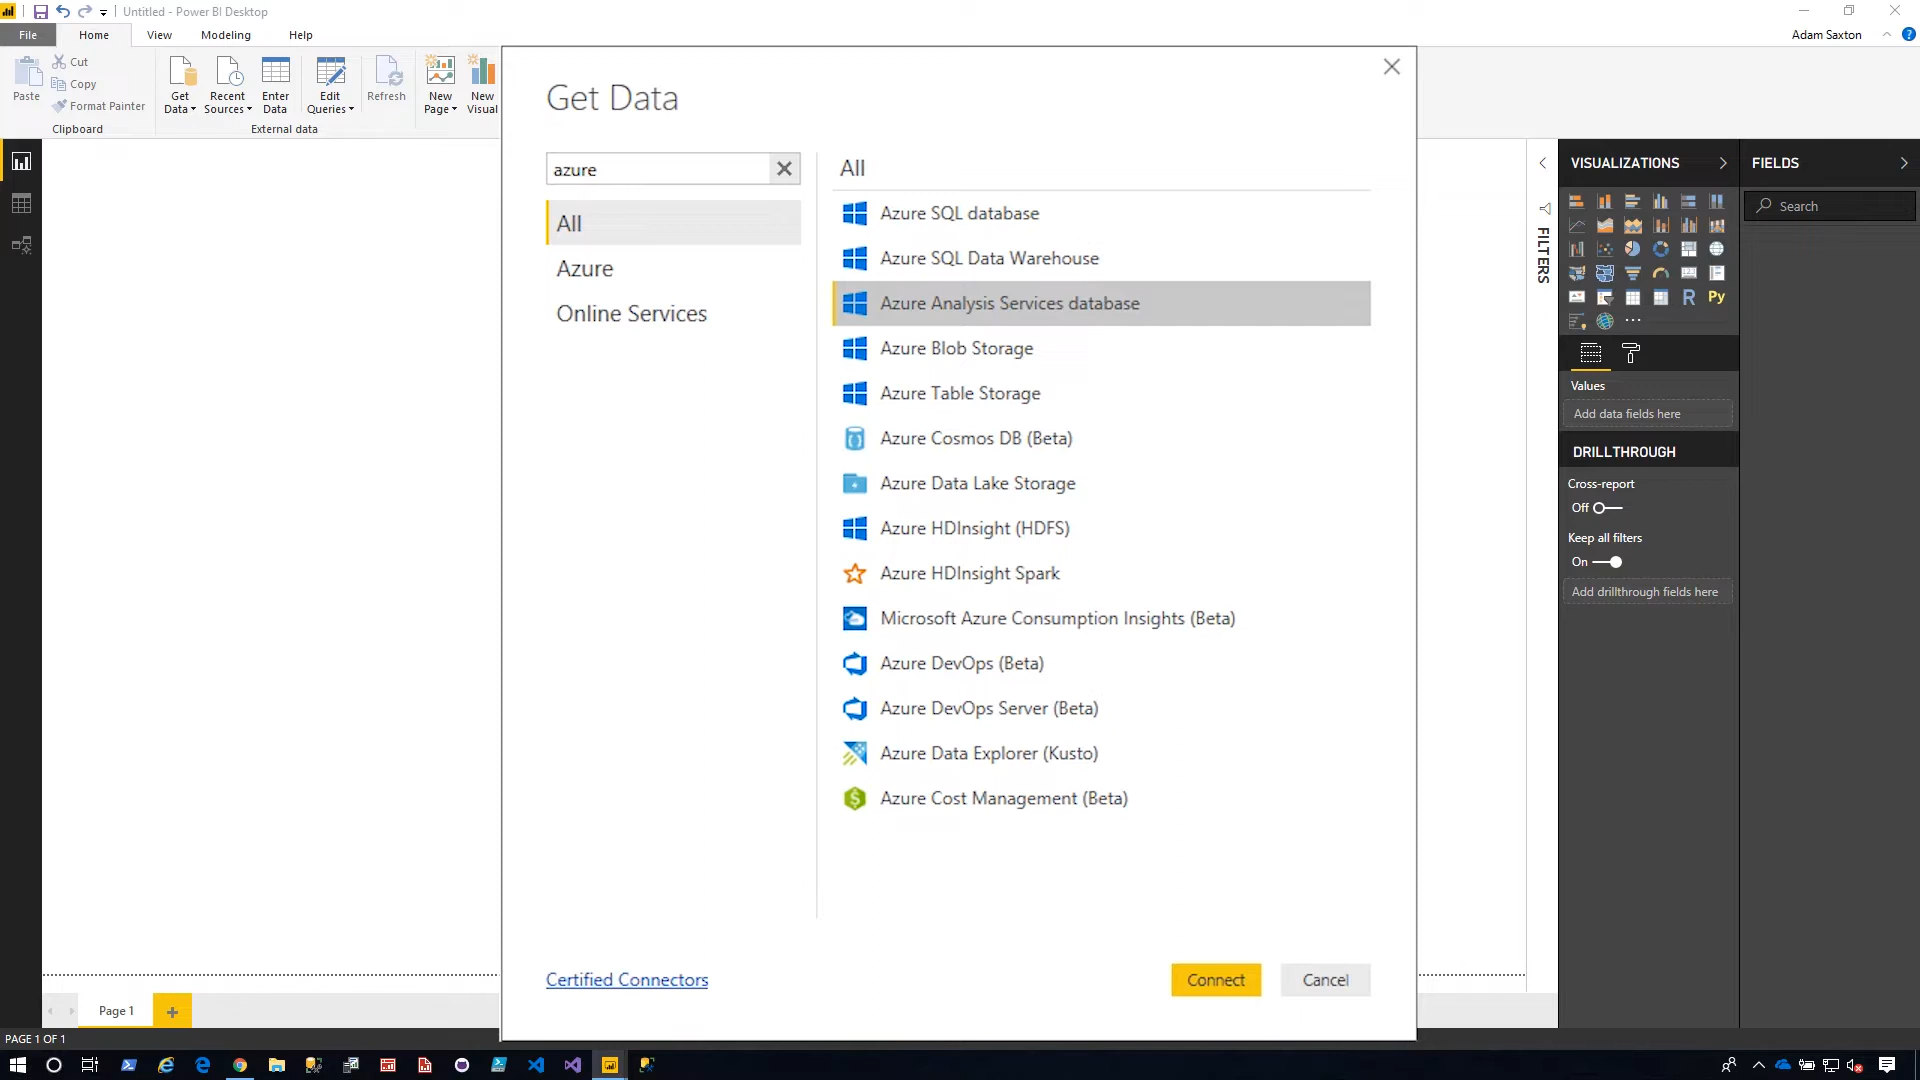 Untitled - Power BI Desktop
File
Home
View
Modeling
Help
Adam Saxton
Paste
Cut
Copy
Format Painter
Clipboard
Get Data
Recent Sources
Enter Data
Edit Queries
Refresh
External data
New Page
New Visual
Get Data
azure
All
Azure
Online Services
All
Azure SQL database
Azure SQL Data Warehouse
Azure Analysis Services database
Azure Blob Storage
Azure Table Storage
Azure Cosmos DB (Beta)
Azure Data Lake Storage
Azure HDInsight (HDFS)
Azure HDInsight Spark
Microsoft Azure Consumption Insights (Beta)
Azure DevOps (Beta)
Azure DevOps Server (Beta)
Azure Data Explorer (Kusto)
Azure Cost Management (Beta)
Certified Connectors
Connect
Cancel
FILTERS
VISUALIZATIONS
R
Py
Values
Add data fields here
DRILLTHROUGH
Cross-report
Off
Keep all filters
On
Add drillthrough fields here
FIELDS
Search
Page 1
PAGE 1 OF 1